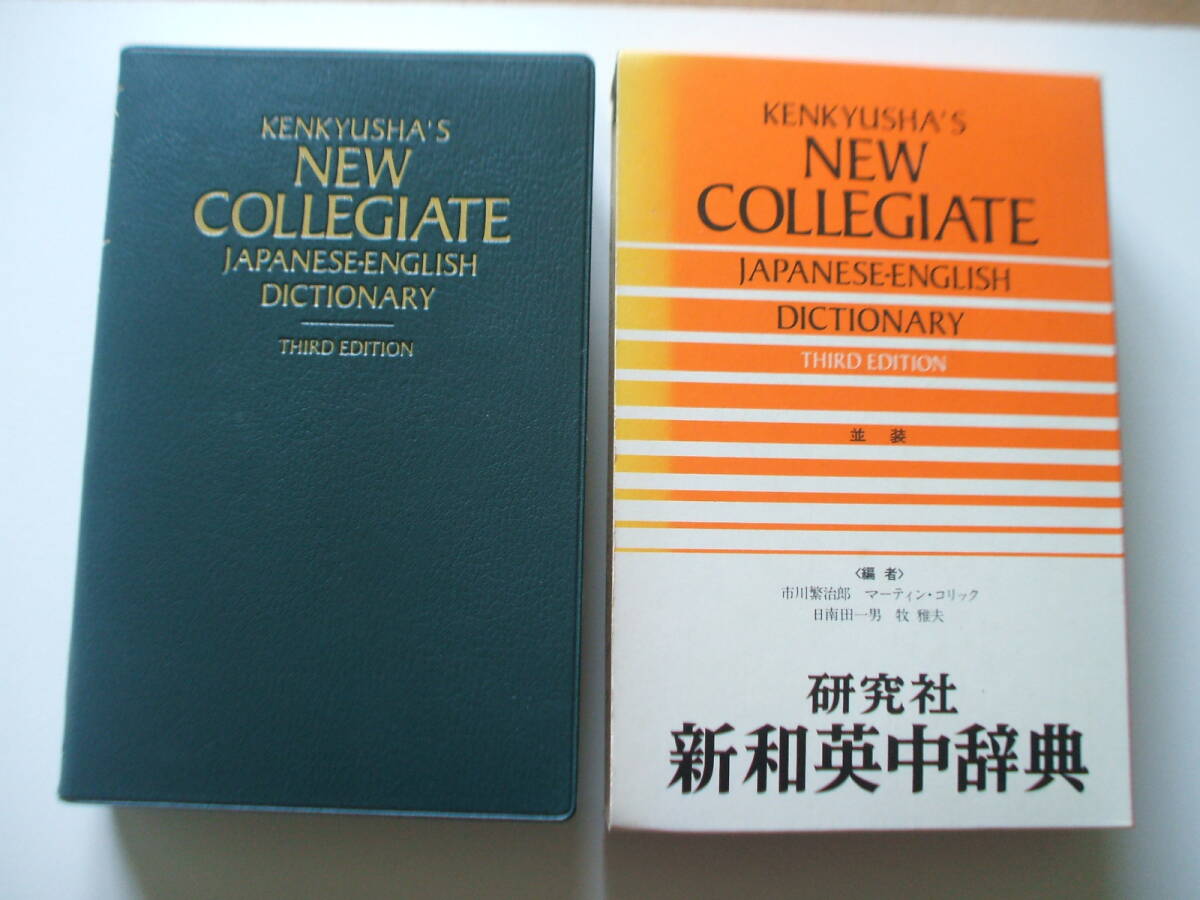 KENKYUSHA'S
NEW
COLLEGIATE
JAPANESE-ENGLISH
DICTIONARY
THIRD EDITION
KENKYUSHA'S
NEW
COLLEGIATE
JAPANESE-ENGLISH
DICTIONARY
THIRD EDITION
並装
〈編者〉
市川繁治郎 マーティン・コリック
日南田一男 牧 雅夫
研究社
新和英中辞典